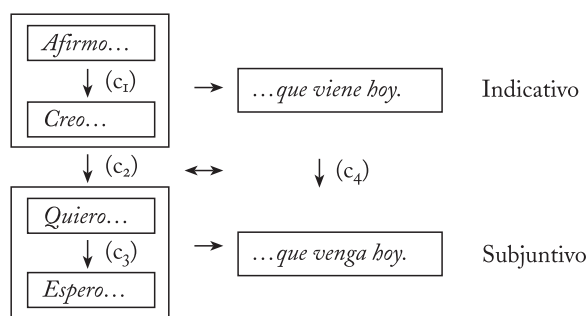 Afirmo…
(c1)
Creo…
…que viene hoy.
Indicativo
(c2)
(c4)
Quiero…
(c3)
Espero…
…que venga hoy.
Subjuntivo